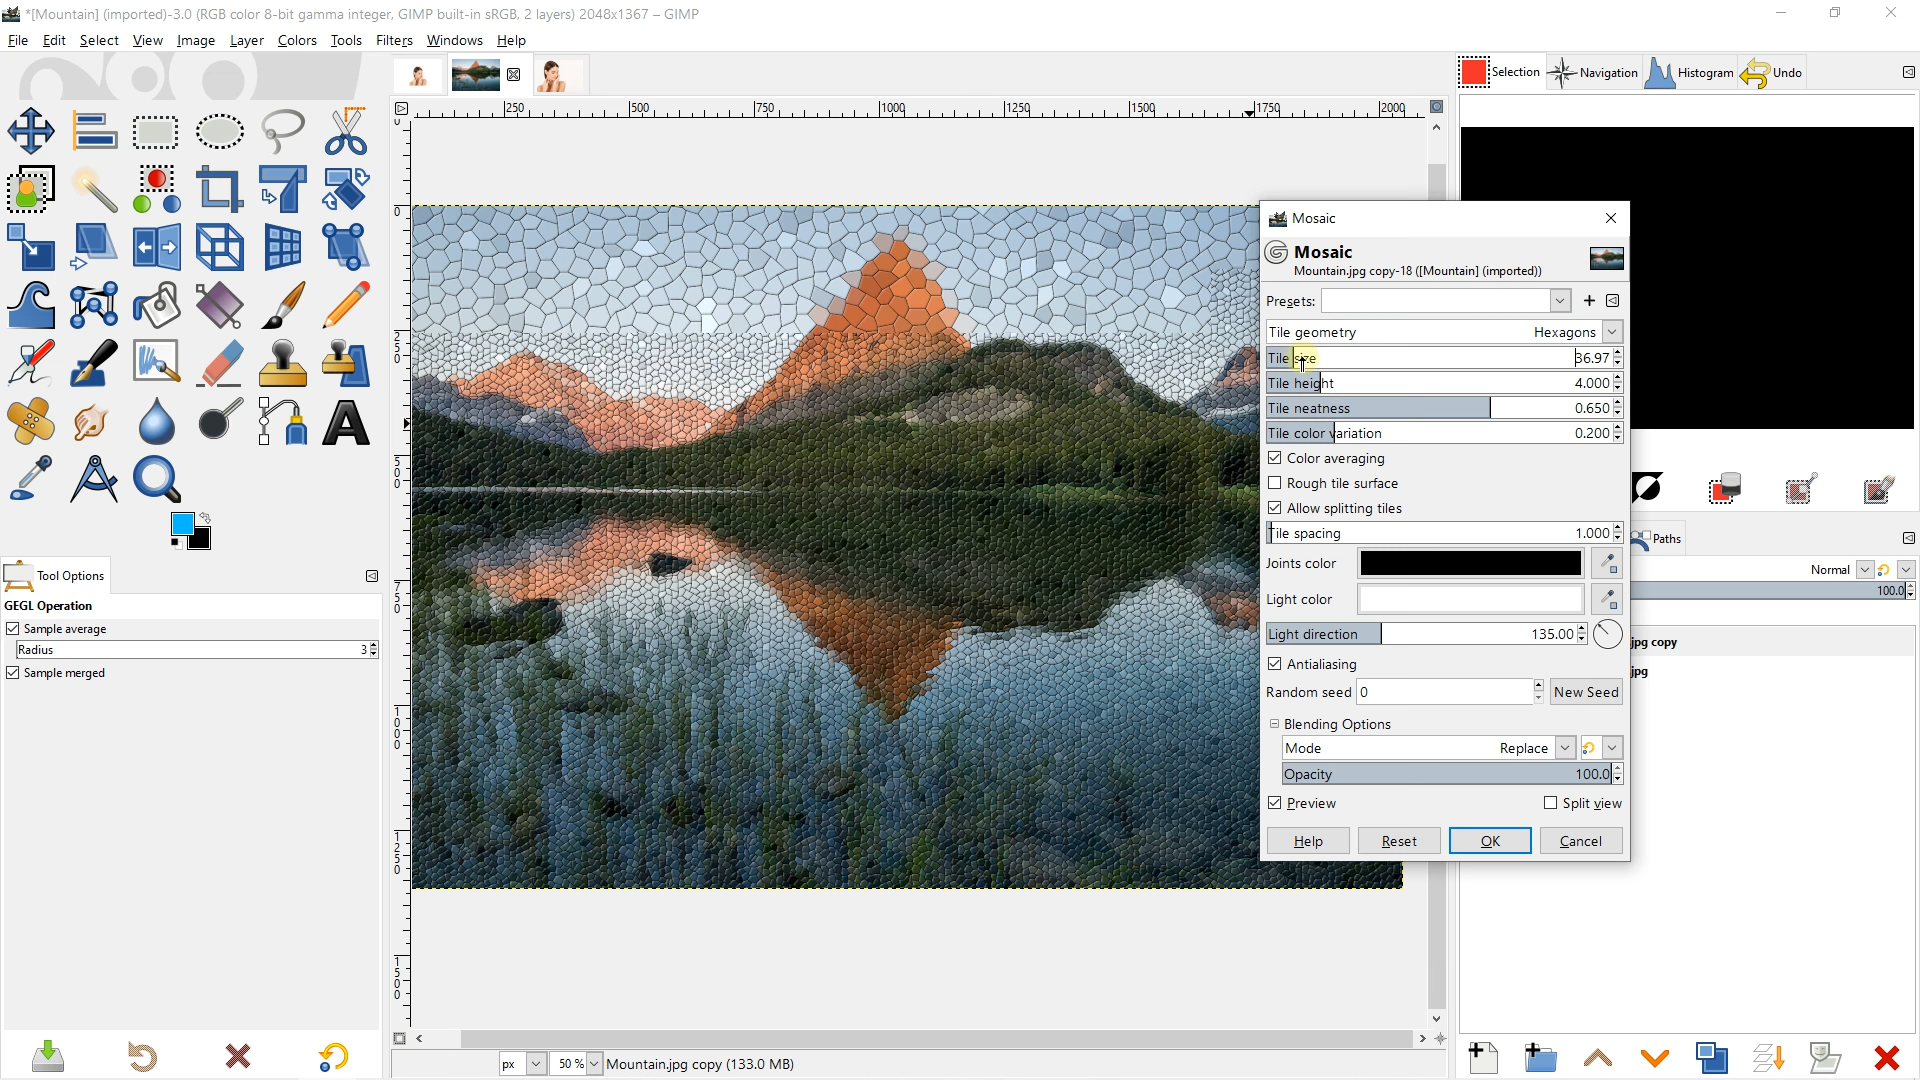 *[Mountain] (imported)-3.0 (RGB color 8-bit gamma integer, GIMP built-in sRGB, 2 layers) 2048x1367 – GIMP
File Edit Select View Image Layer Colors Tools Filters Windows Help
Selection Navigation Histogram Undo
250 500 750 1000 1250 1500 1750 2000
0
250
500
750
1000
1250
1500
Tool Options
GEGL Operation
Sample average
Radius 3
Sample merged
Mosaic
Mosaic
Mountain.jpg copy-18 ([Mountain] (imported))
Presets:
Tile geometry Hexagons
Tile size 36.97
Tile height 4.000
Tile neatness 0.650
Tile color variation 0.200
Color averaging
Rough tile surface
Allow splitting tiles
Tile spacing 1.000
Joints color
Light color
Light direction 135.00
Antialiasing
Random seed 0 New Seed
Blending Options
Mode Replace
Opacity 100.0
Preview Split view
Help Reset OK Cancel
Paths
Normal
100.0
jpg copy
jpg
px 50 % Mountain.jpg copy (133.0 MB)